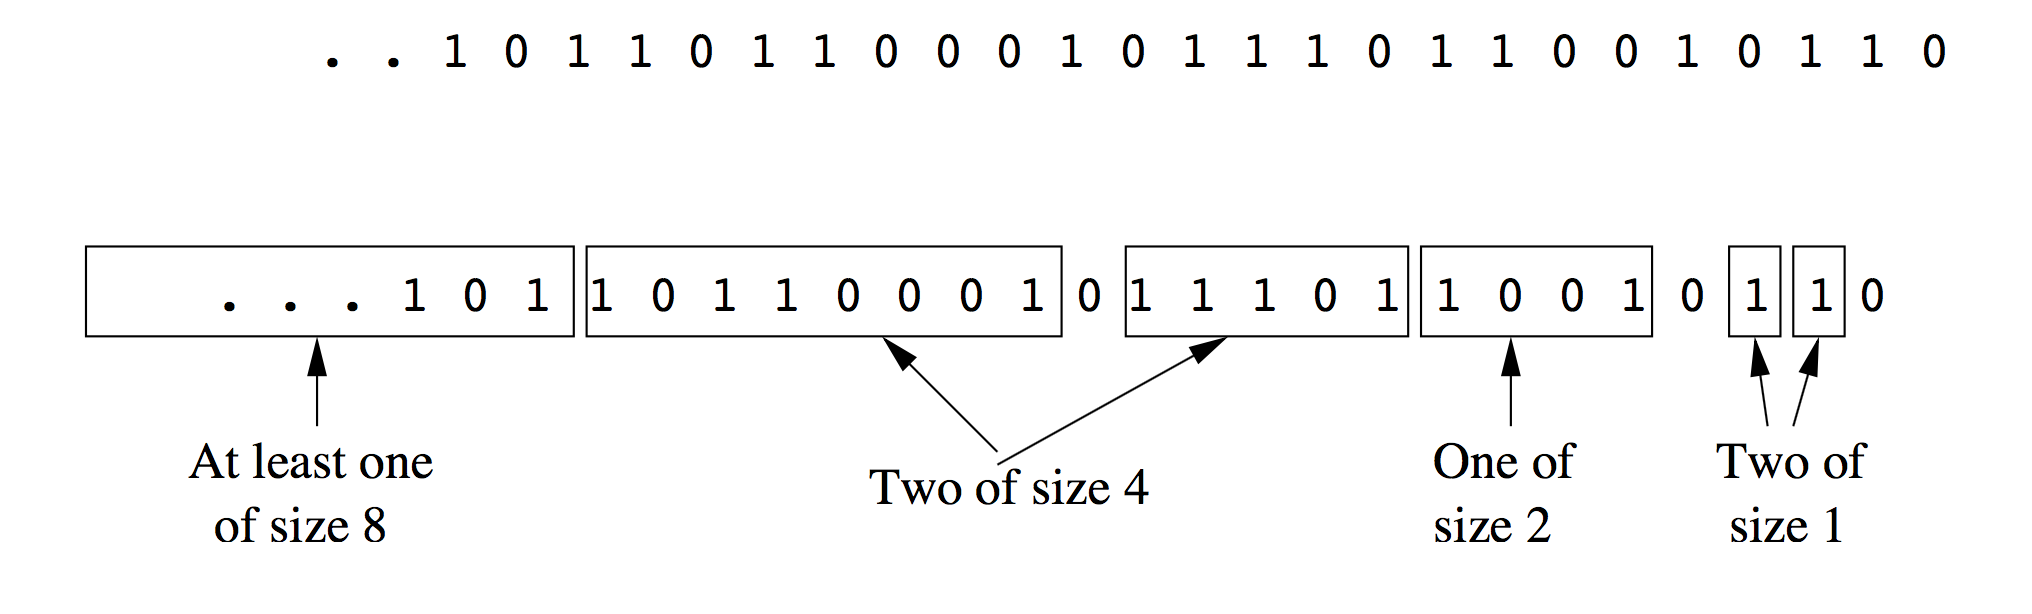 . . 1 0 1 1 0 1 1 0 0 0 1 0 1 1 1 0 1 1 0 0 1 0 1 1 0
. . . 1 0 1 1 0 1 1 0 0 0 1 0 1 1 1 0 1 1 0 0 1 0 1 1 0
At least one
of size 8
Two of size 4
One of
size 2
Two of
size 1